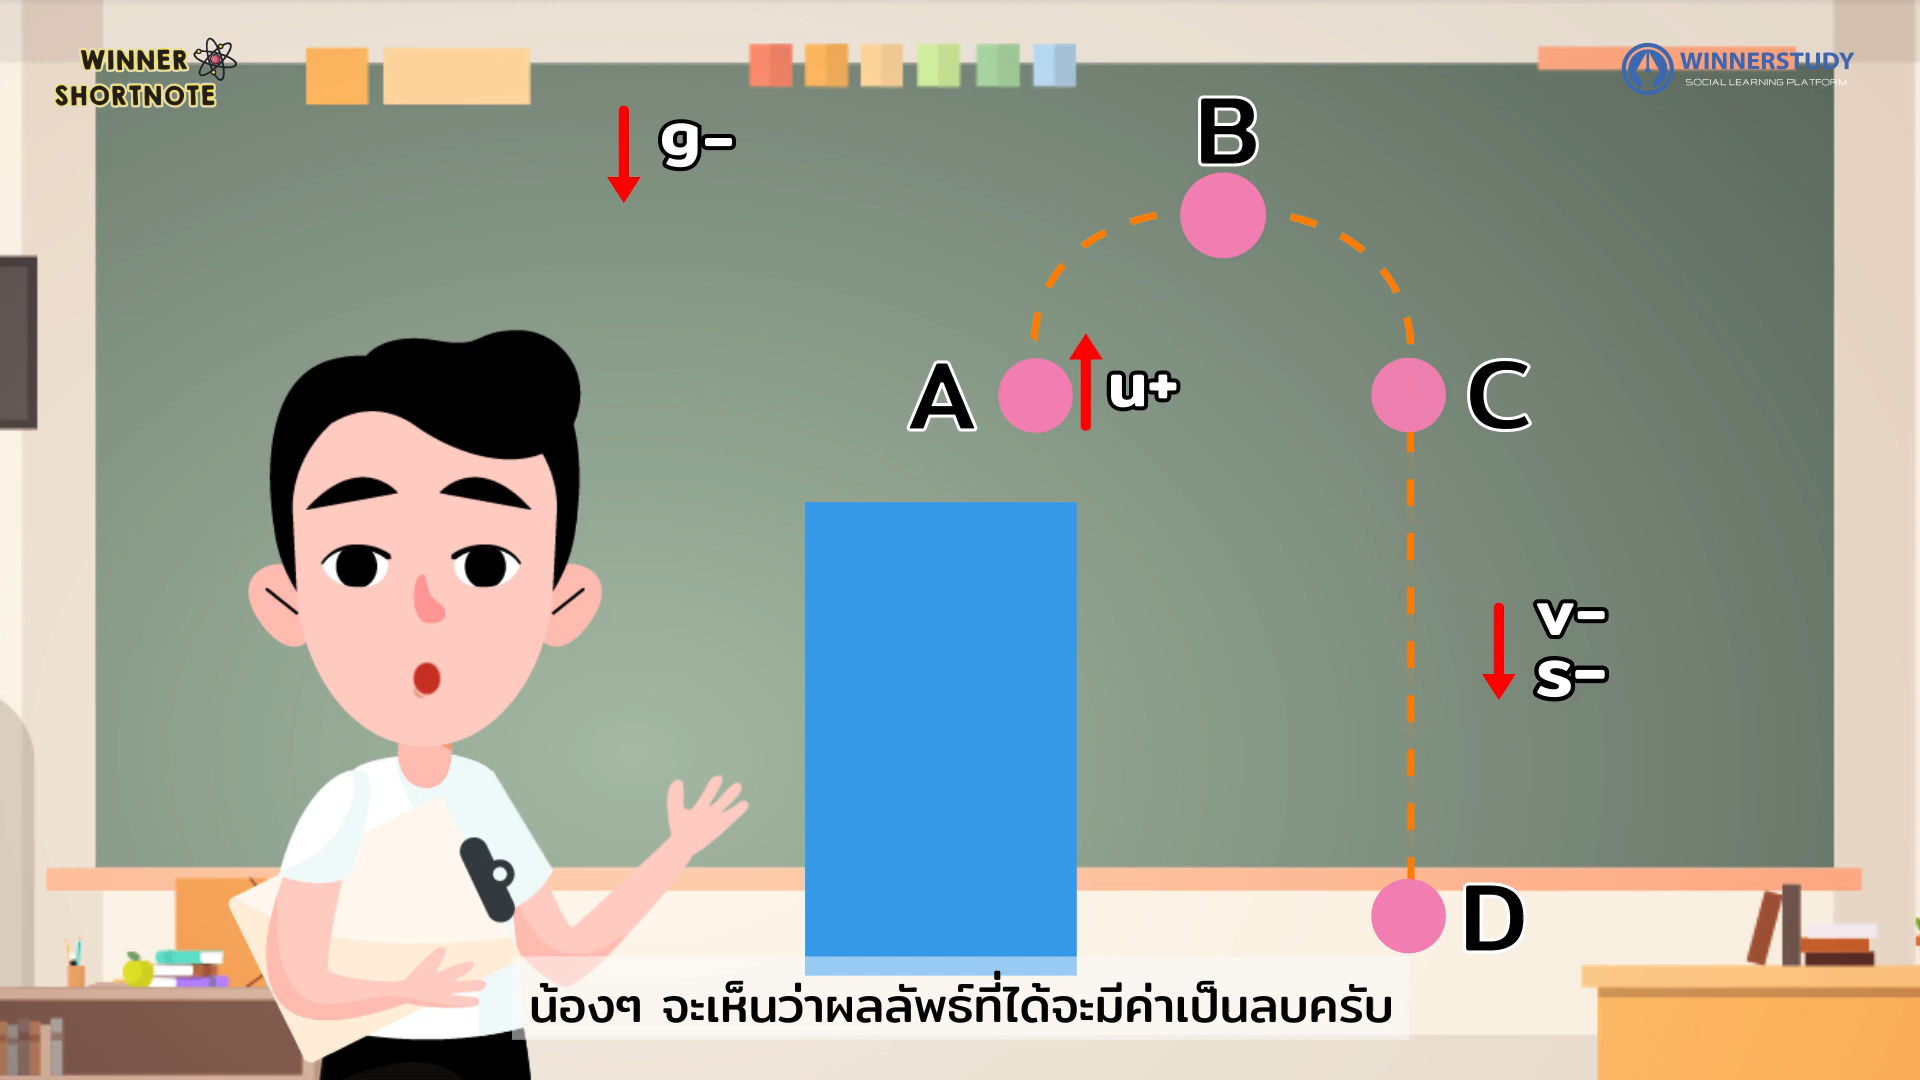 WINNER
SHORTNOTE
WINNERSTUDY
SOCIAL LEARNING PLATFORM
g-
B
A
u+
C
v-
s-
D
น้องๆ จะเห็นว่าผลลัพธ์ที่ได้จะมีค่าเป็นลบครับ